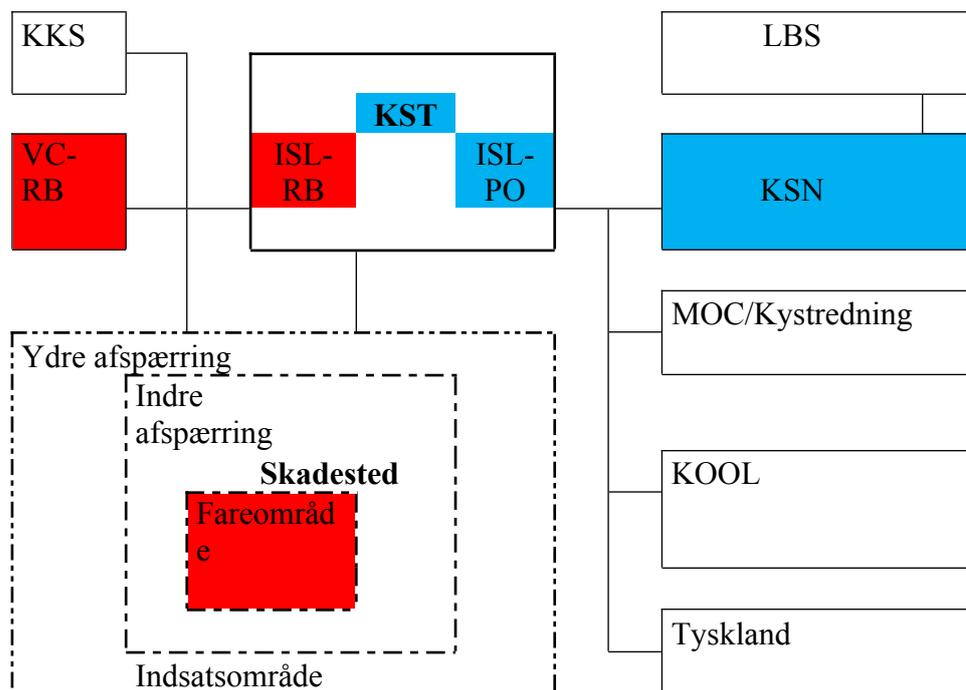 KKS
LBS
KST
VC-
RB
ISL-
RB
ISL-
PO
KSN
MOC/Kystredning
Ydre afspærring
Indre
afspærring
Skadested
Fareområd
e
KOOL
Tyskland
Indsatsområde